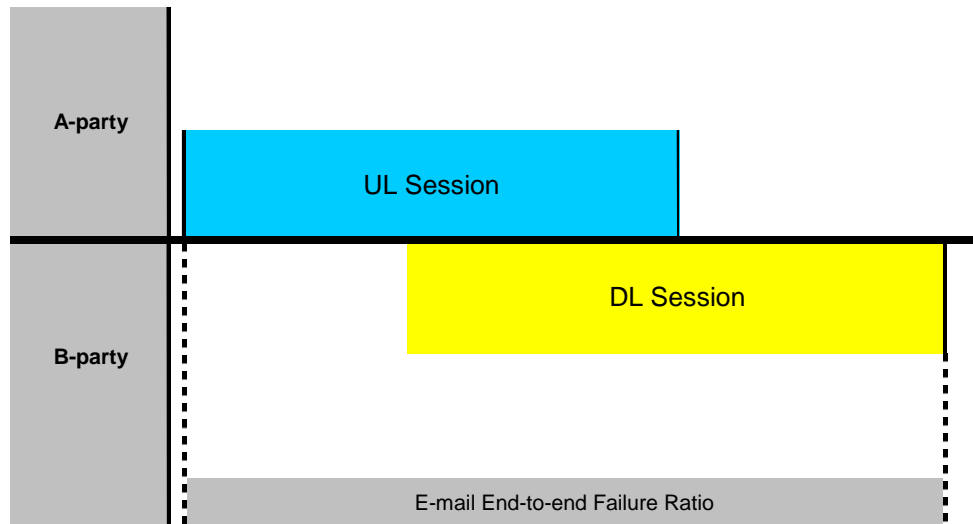 A-party
UL Session
DL Session
B-party
E-mail End-to-end Failure Ratio